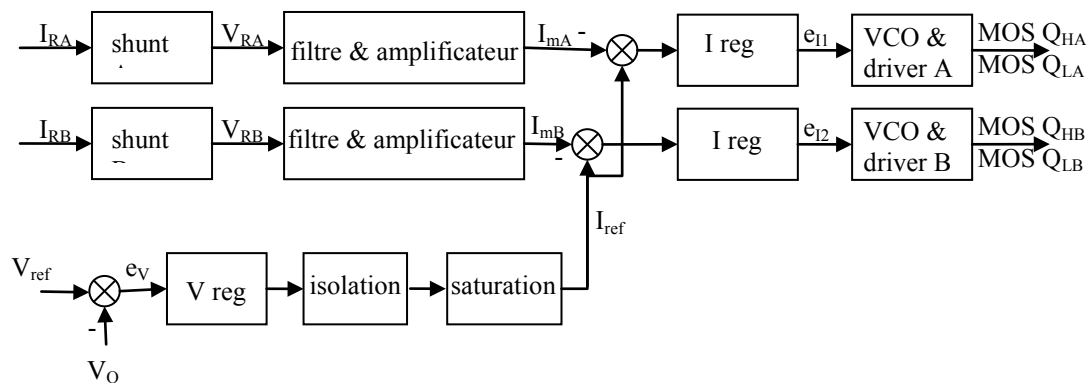 I_RA
shunt
V_RA
filtre & amplificateur
I_mA -
I reg
e_I1
VCO &
driver A
MOS Q_HA
MOS Q_LA
I_RB
shunt
V_RB
filtre & amplificateur
I_mB
-
I reg
e_I2
VCO &
driver B
MOS Q_HB
MOS Q_LB
I_ref
V_ref
e_V
V reg
isolation
saturation
-
V_O